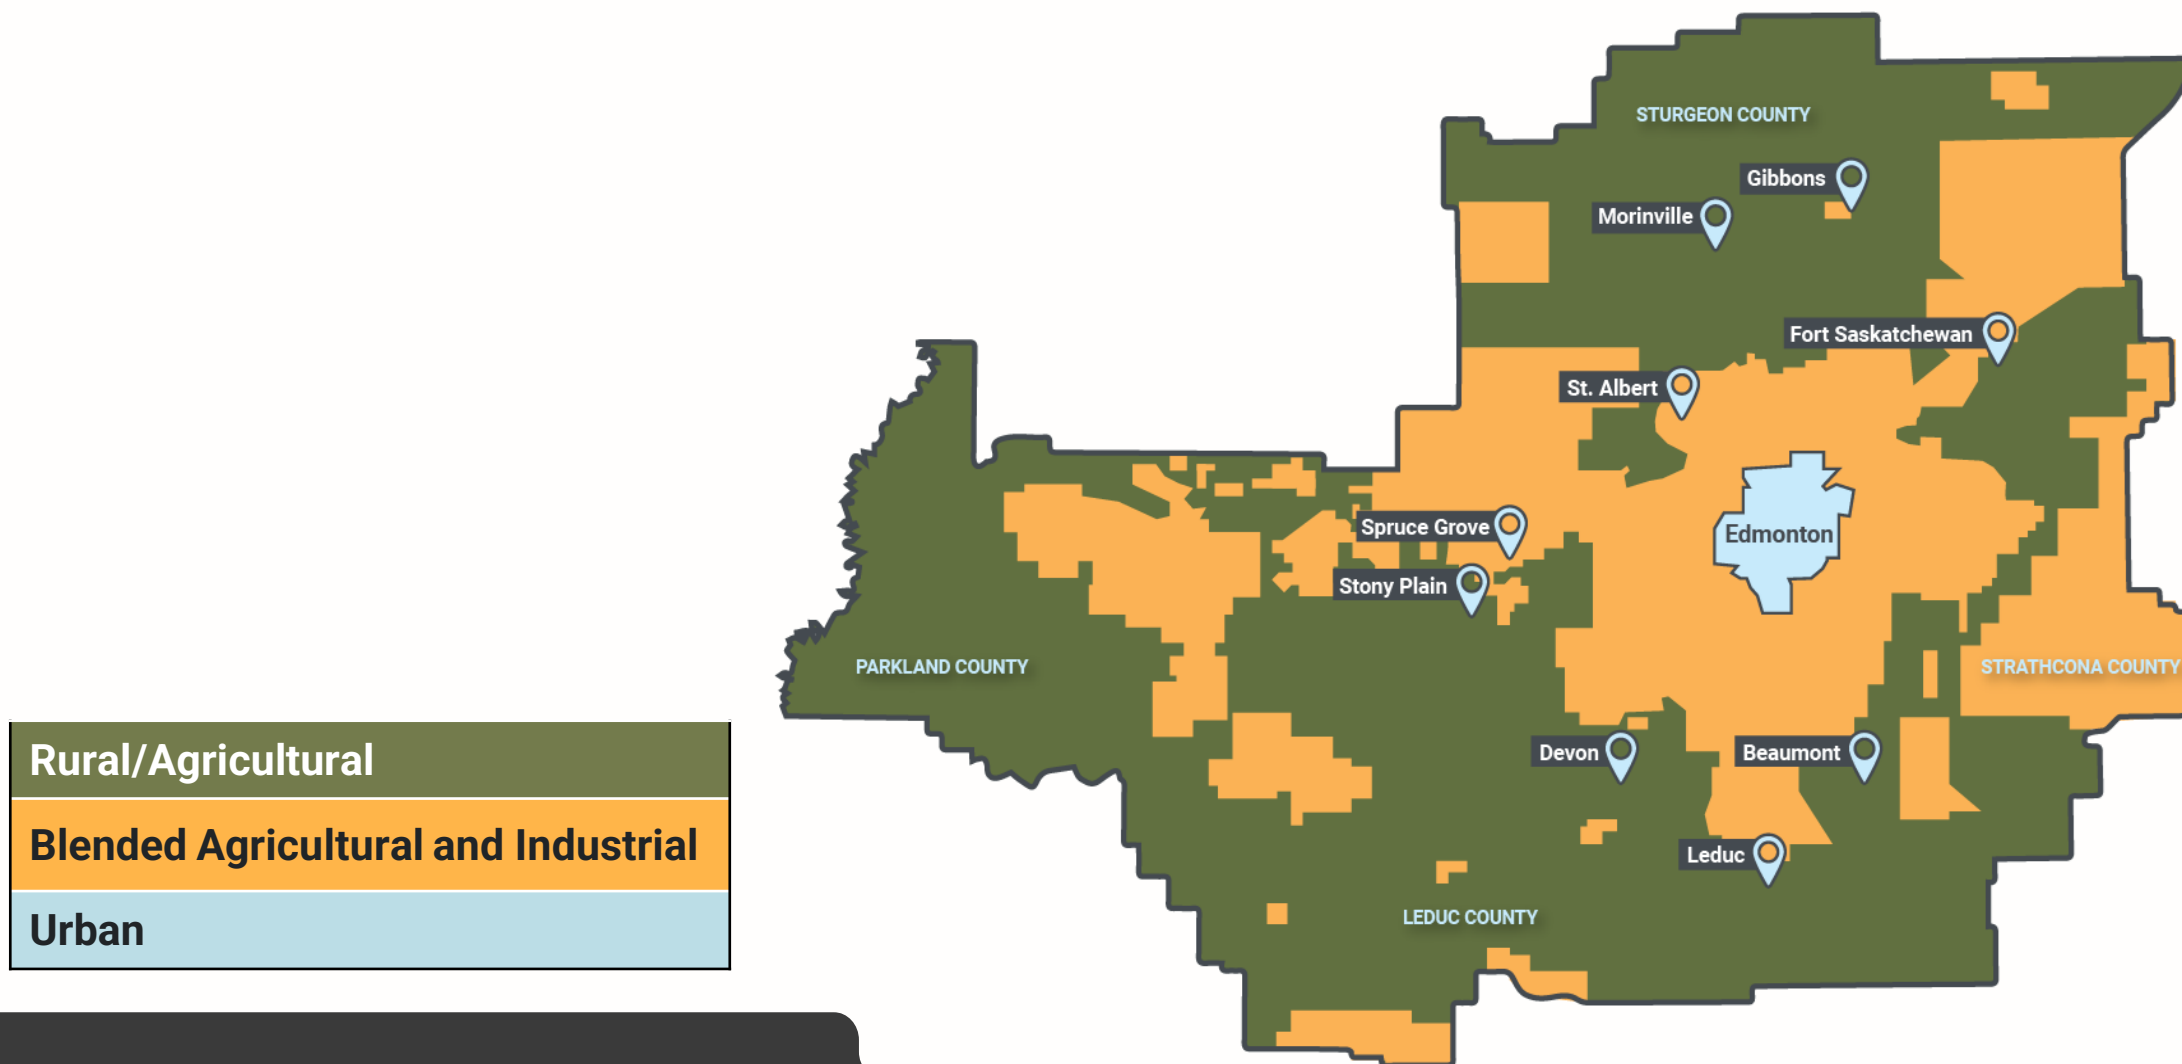 STURGEON COUNTY
Gibbons
Morinville
Fort Saskatchewan
St. Albert
Spruce Grove
Edmonton
Stony Plain
PARKLAND COUNTY
STRATHCONA COUNTY
Devon
Beaumont
Leduc
LEDUC COUNTY
Rural/Agricultural
Blended Agricultural and Industrial
Urban